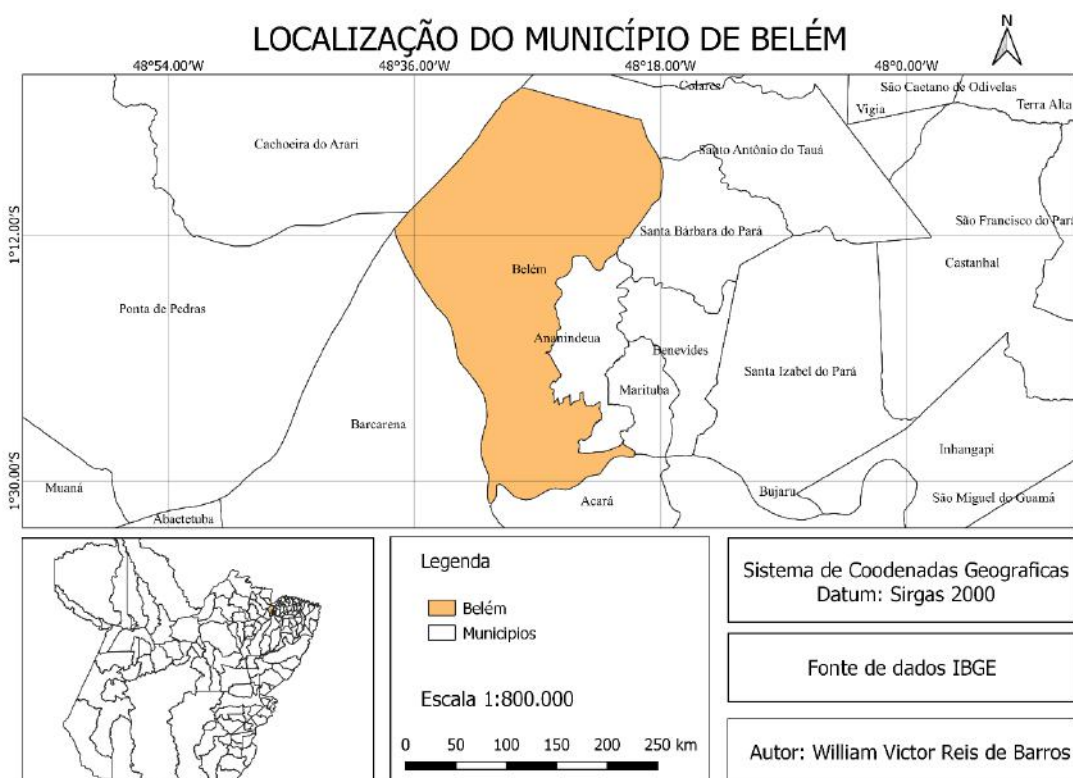 LOCALIZAÇÃO DO MUNICÍPIO DE BELÉM
N
48°54.00'W
48°36.00'W
48°18.00'W
48°0.00'W
1°12.00'S
1°30.00'S
Colares
São Caetano de Odivelas
Vigia
Terra Alta
Cachoeira do Arari
Santo Antônio do Tauá
São Francisco do Pará
Santa Bárbara do Pará
Castanhal
Belém
Ponta de Pedras
Ananindeua
Benevides
Santa Izabel do Pará
Marituba
Barcarena
Inhangapi
Muaná
Acará
Bujaru
São Miguel do Guamá
Abaetetuba
Legenda
Belém
Municipios
Escala 1:800.000
0 50 100 150 200 250 km
Sistema de Coodenadas Geograficas
Datum: Sirgas 2000
Fonte de dados IBGE
Autor: William Victor Reis de Barros